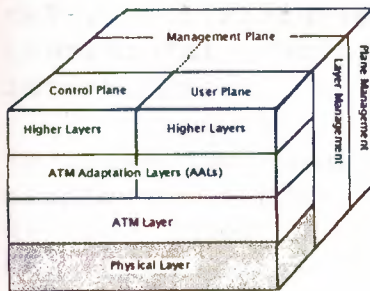 Management Plane
Control Plane
User Plane
Higher Layers
Higher Layers
ATM Adaptation Layers (AALs)
ATM Layer
Physical Layer
Layer Management
Plane Management